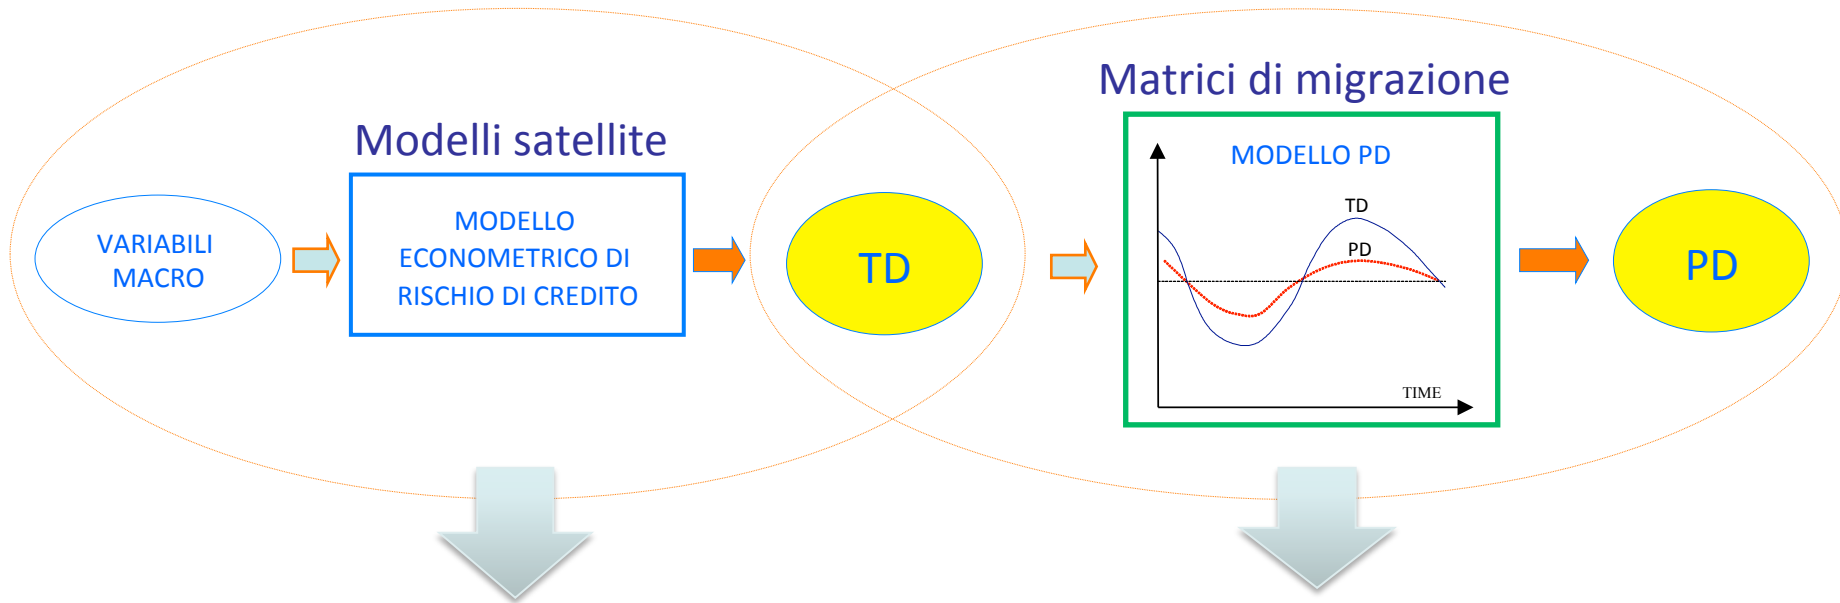 Modelli satellite
VARIABILI
MACRO
MODELLO
ECONOMETRICO DI
RISCHIO DI CREDITO
TD
Matrici di migrazione
MODELLO PD
TD
PD
TIME
PD